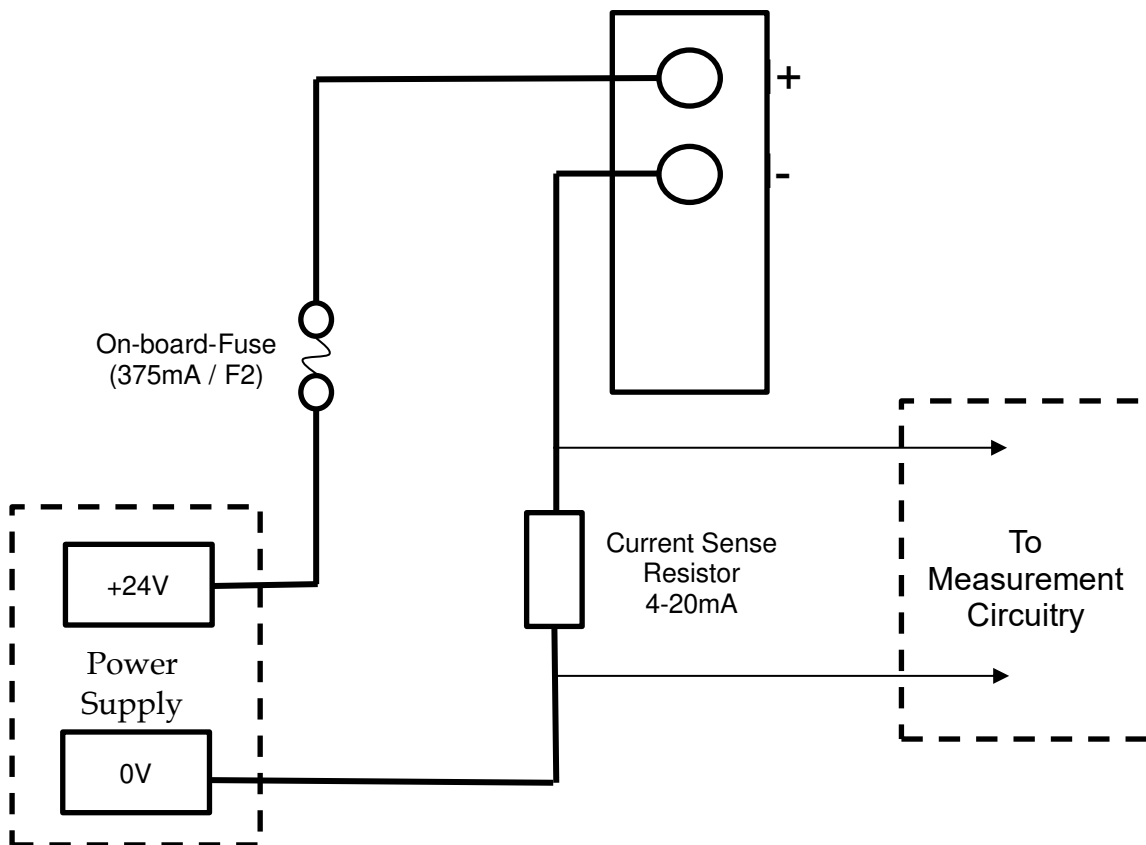 +
-
On-board-Fuse
(375mA / F2)
+24V
Power
Supply
0V
Current Sense
Resistor
4-20mA
To
Measurement
Circuitry